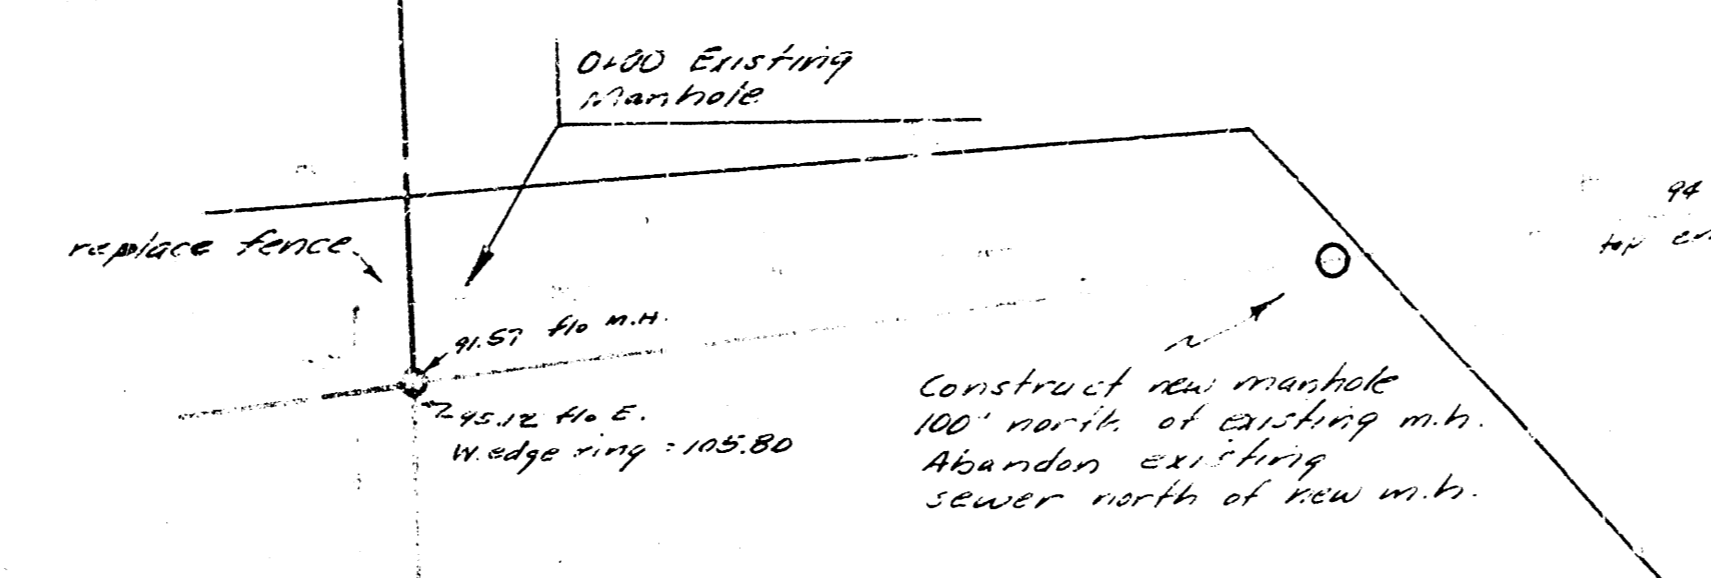 0+00 Existing
Manhole
94
replace fence
top
91.57 flo M.H.
95.12 flo E.
W. edge ring = 105.80
Construct new manhole
100' north of existing m.h.
Abandon existing
sewer north of new m.h.